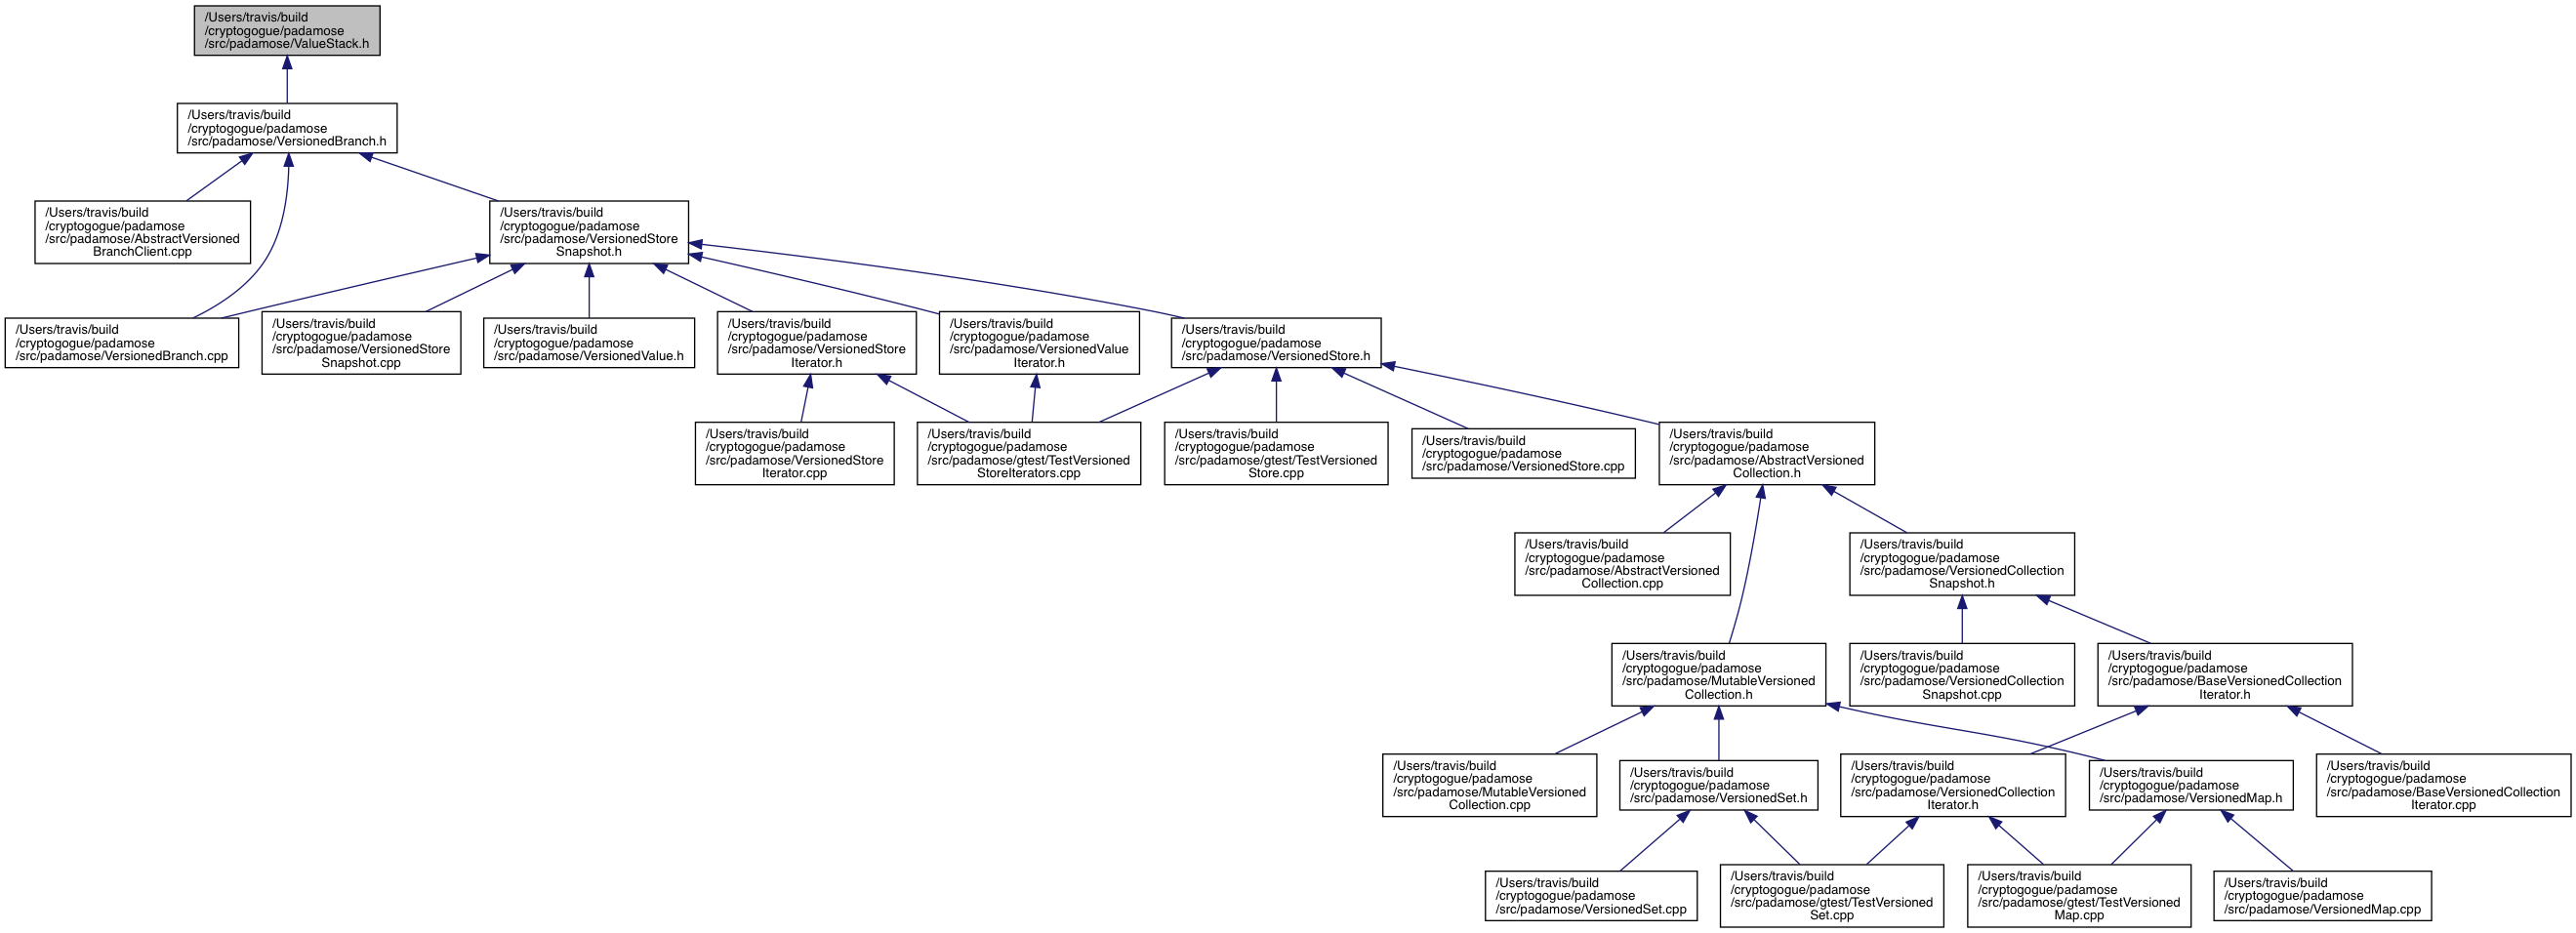 /Users/travis/build
/cryptogogue/padamose
/src/padamose/ValueStack.h
/Users/travis/build
/cryptogogue/padamose
/src/padamose/VersionedBranch.h
/Users/travis/build
/cryptogogue/padamose
/src/padamose/AbstractVersioned
BranchClient.cpp
/Users/travis/build
/cryptogogue/padamose
/src/padamose/VersionedStore
Snapshot.h
/Users/travis/build
/cryptogogue/padamose
/src/padamose/VersionedBranch.cpp
/Users/travis/build
/cryptogogue/padamose
/src/padamose/VersionedStore
Snapshot.cpp
/Users/travis/build
/cryptogogue/padamose
/src/padamose/VersionedValue.h
/Users/travis/build
/cryptogogue/padamose
/src/padamose/VersionedStore
Iterator.h
/Users/travis/build
/cryptogogue/padamose
/src/padamose/VersionedValue
Iterator.h
/Users/travis/build
/cryptogogue/padamose
/src/padamose/VersionedStore.h
/Users/travis/build
/cryptogogue/padamose
/src/padamose/VersionedStore
Iterator.cpp
/Users/travis/build
/cryptogogue/padamose
/src/padamose/gtest/TestVersioned
StoreIterators.cpp
/Users/travis/build
/cryptogogue/padamose
/src/padamose/gtest/TestVersioned
Store.cpp
/Users/travis/build
/cryptogogue/padamose
/src/padamose/VersionedStore.cpp
/Users/travis/build
/cryptogogue/padamose
/src/padamose/AbstractVersioned
Collection.h
/Users/travis/build
/cryptogogue/padamose
/src/padamose/AbstractVersioned
Collection.cpp
/Users/travis/build
/cryptogogue/padamose
/src/padamose/VersionedCollection
Snapshot.h
/Users/travis/build
/cryptogogue/padamose
/src/padamose/MutableVersioned
Collection.h
/Users/travis/build
/cryptogogue/padamose
/src/padamose/VersionedCollection
Snapshot.cpp
/Users/travis/build
/cryptogogue/padamose
/src/padamose/BaseVersionedCollection
Iterator.h
/Users/travis/build
/cryptogogue/padamose
/src/padamose/MutableVersioned
Collection.cpp
/Users/travis/build
/cryptogogue/padamose
/src/padamose/VersionedSet.h
/Users/travis/build
/cryptogogue/padamose
/src/padamose/VersionedCollection
Iterator.h
/Users/travis/build
/cryptogogue/padamose
/src/padamose/VersionedMap.h
/Users/travis/build
/cryptogogue/padamose
/src/padamose/BaseVersionedCollection
Iterator.cpp
/Users/travis/build
/cryptogogue/padamose
/src/padamose/VersionedSet.cpp
/Users/travis/build
/cryptogogue/padamose
/src/padamose/gtest/TestVersioned
Set.cpp
/Users/travis/build
/cryptogogue/padamose
/src/padamose/gtest/TestVersioned
Map.cpp
/Users/travis/build
/cryptogogue/padamose
/src/padamose/VersionedMap.cpp